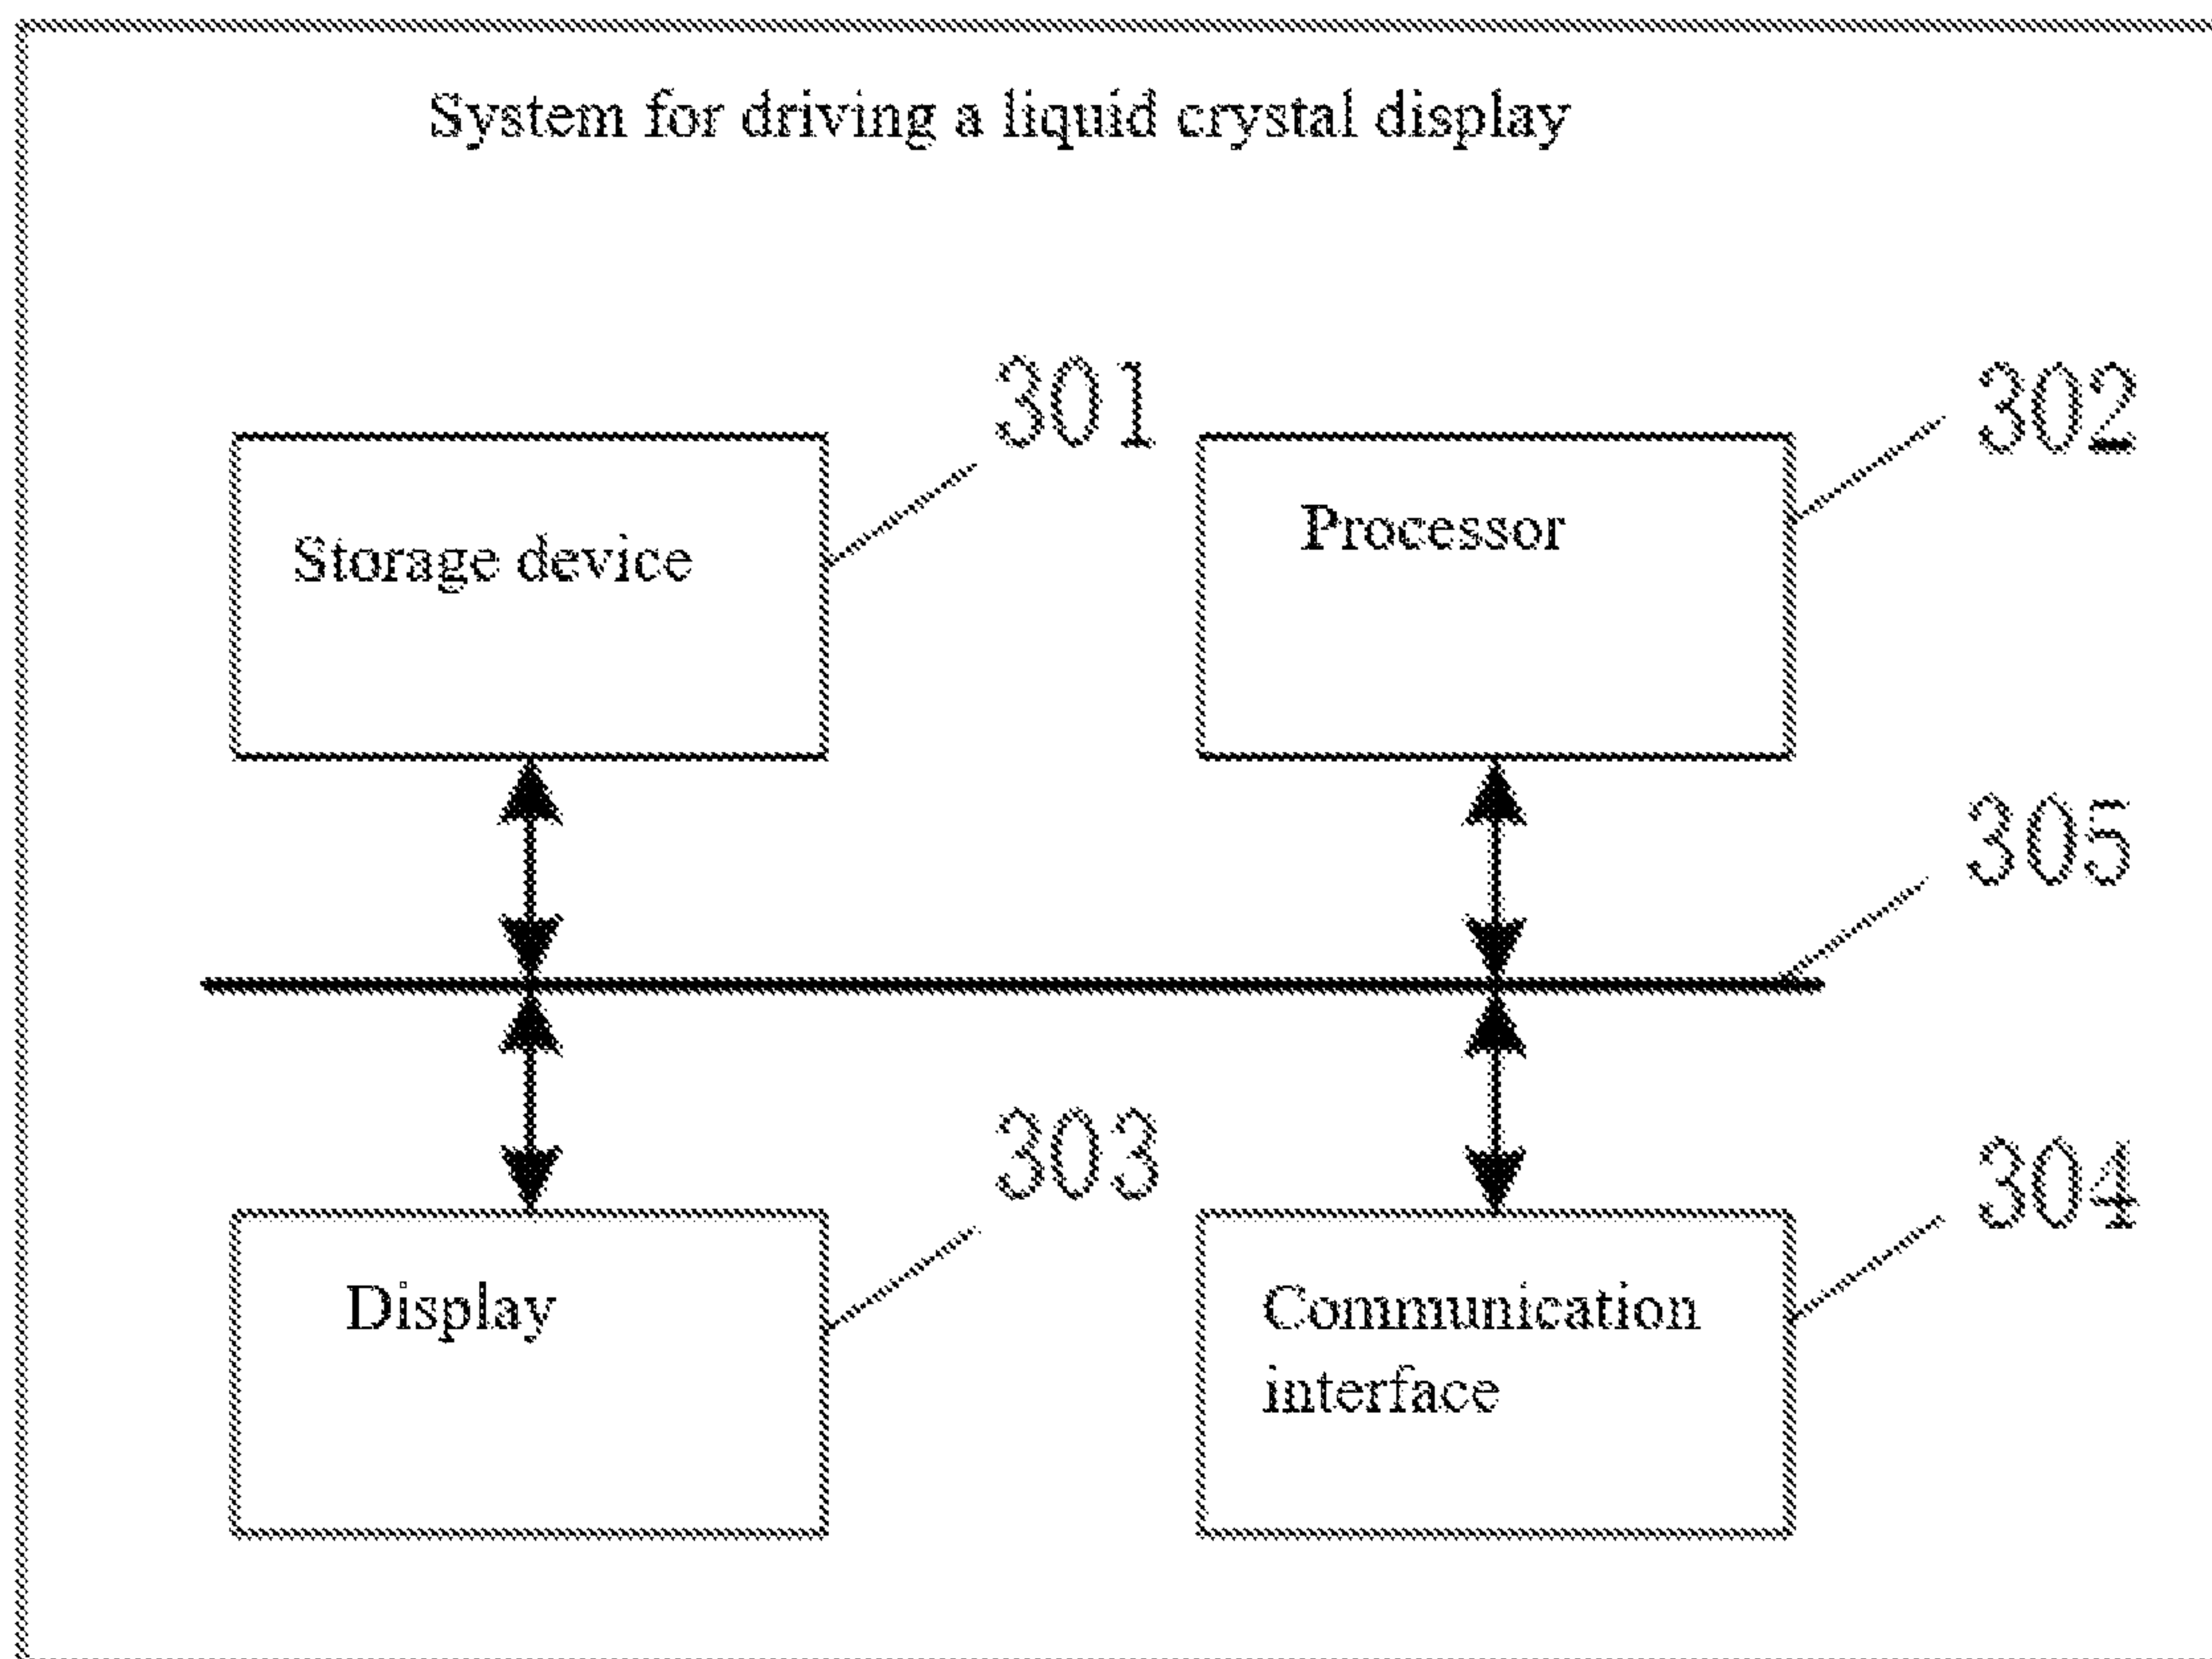 System for driving a liquid crystal display
301
302
Storage device
Processor
305
303
304
Display
Communication
interface